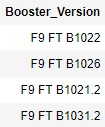 Booster_Version
F9 FT B1022
F9 FT B1026
F9 FT B1021.2
F9 FT B1031.2